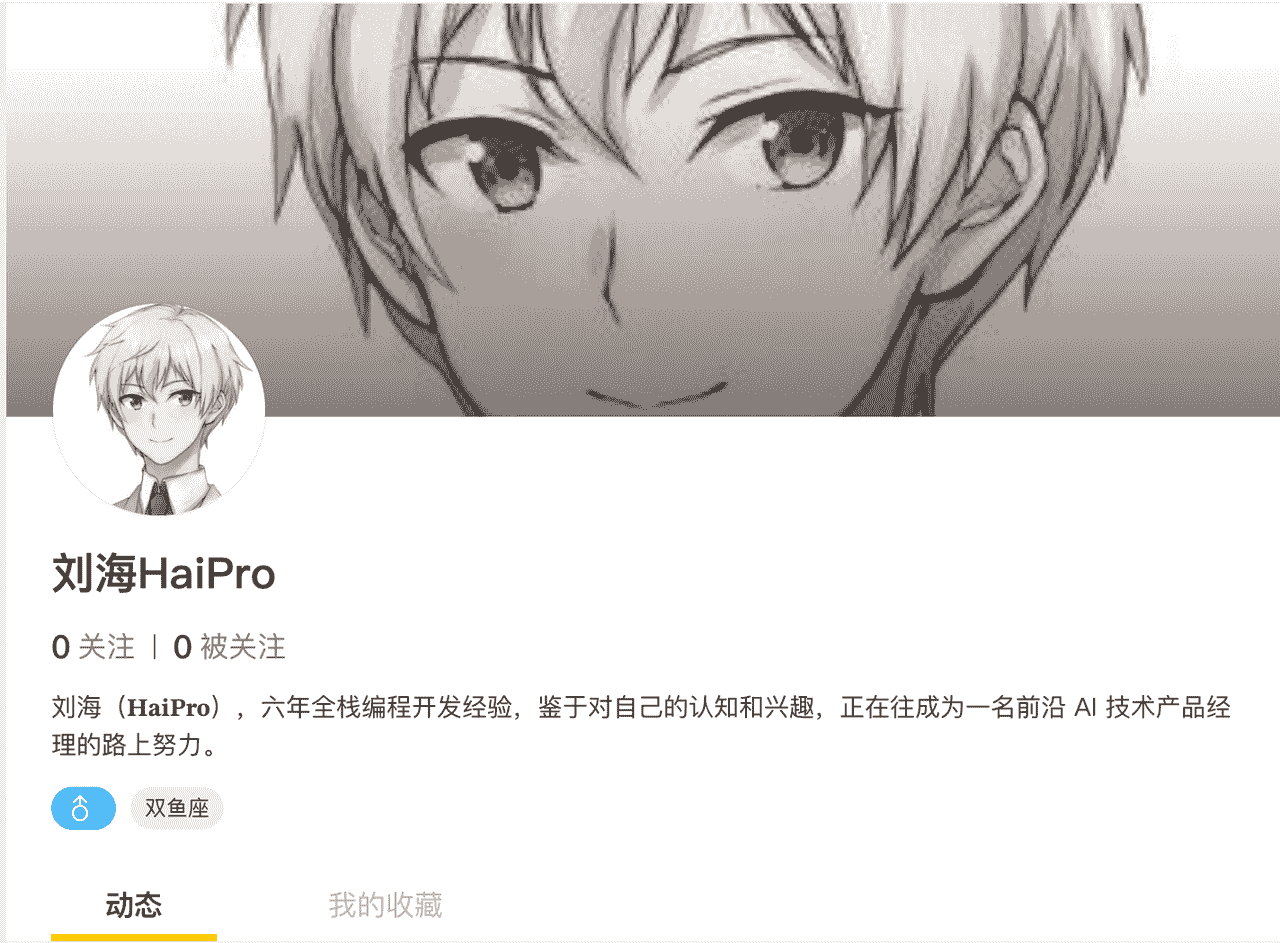 刘海HaiPro
0 关注 | 0 被关注
刘海（HaiPro），六年全栈编程开发经验，鉴于对自己的认知和兴趣，正在往成为一名前沿 AI 技术产品经
理的路上努力。
双鱼座
动态 我的收藏